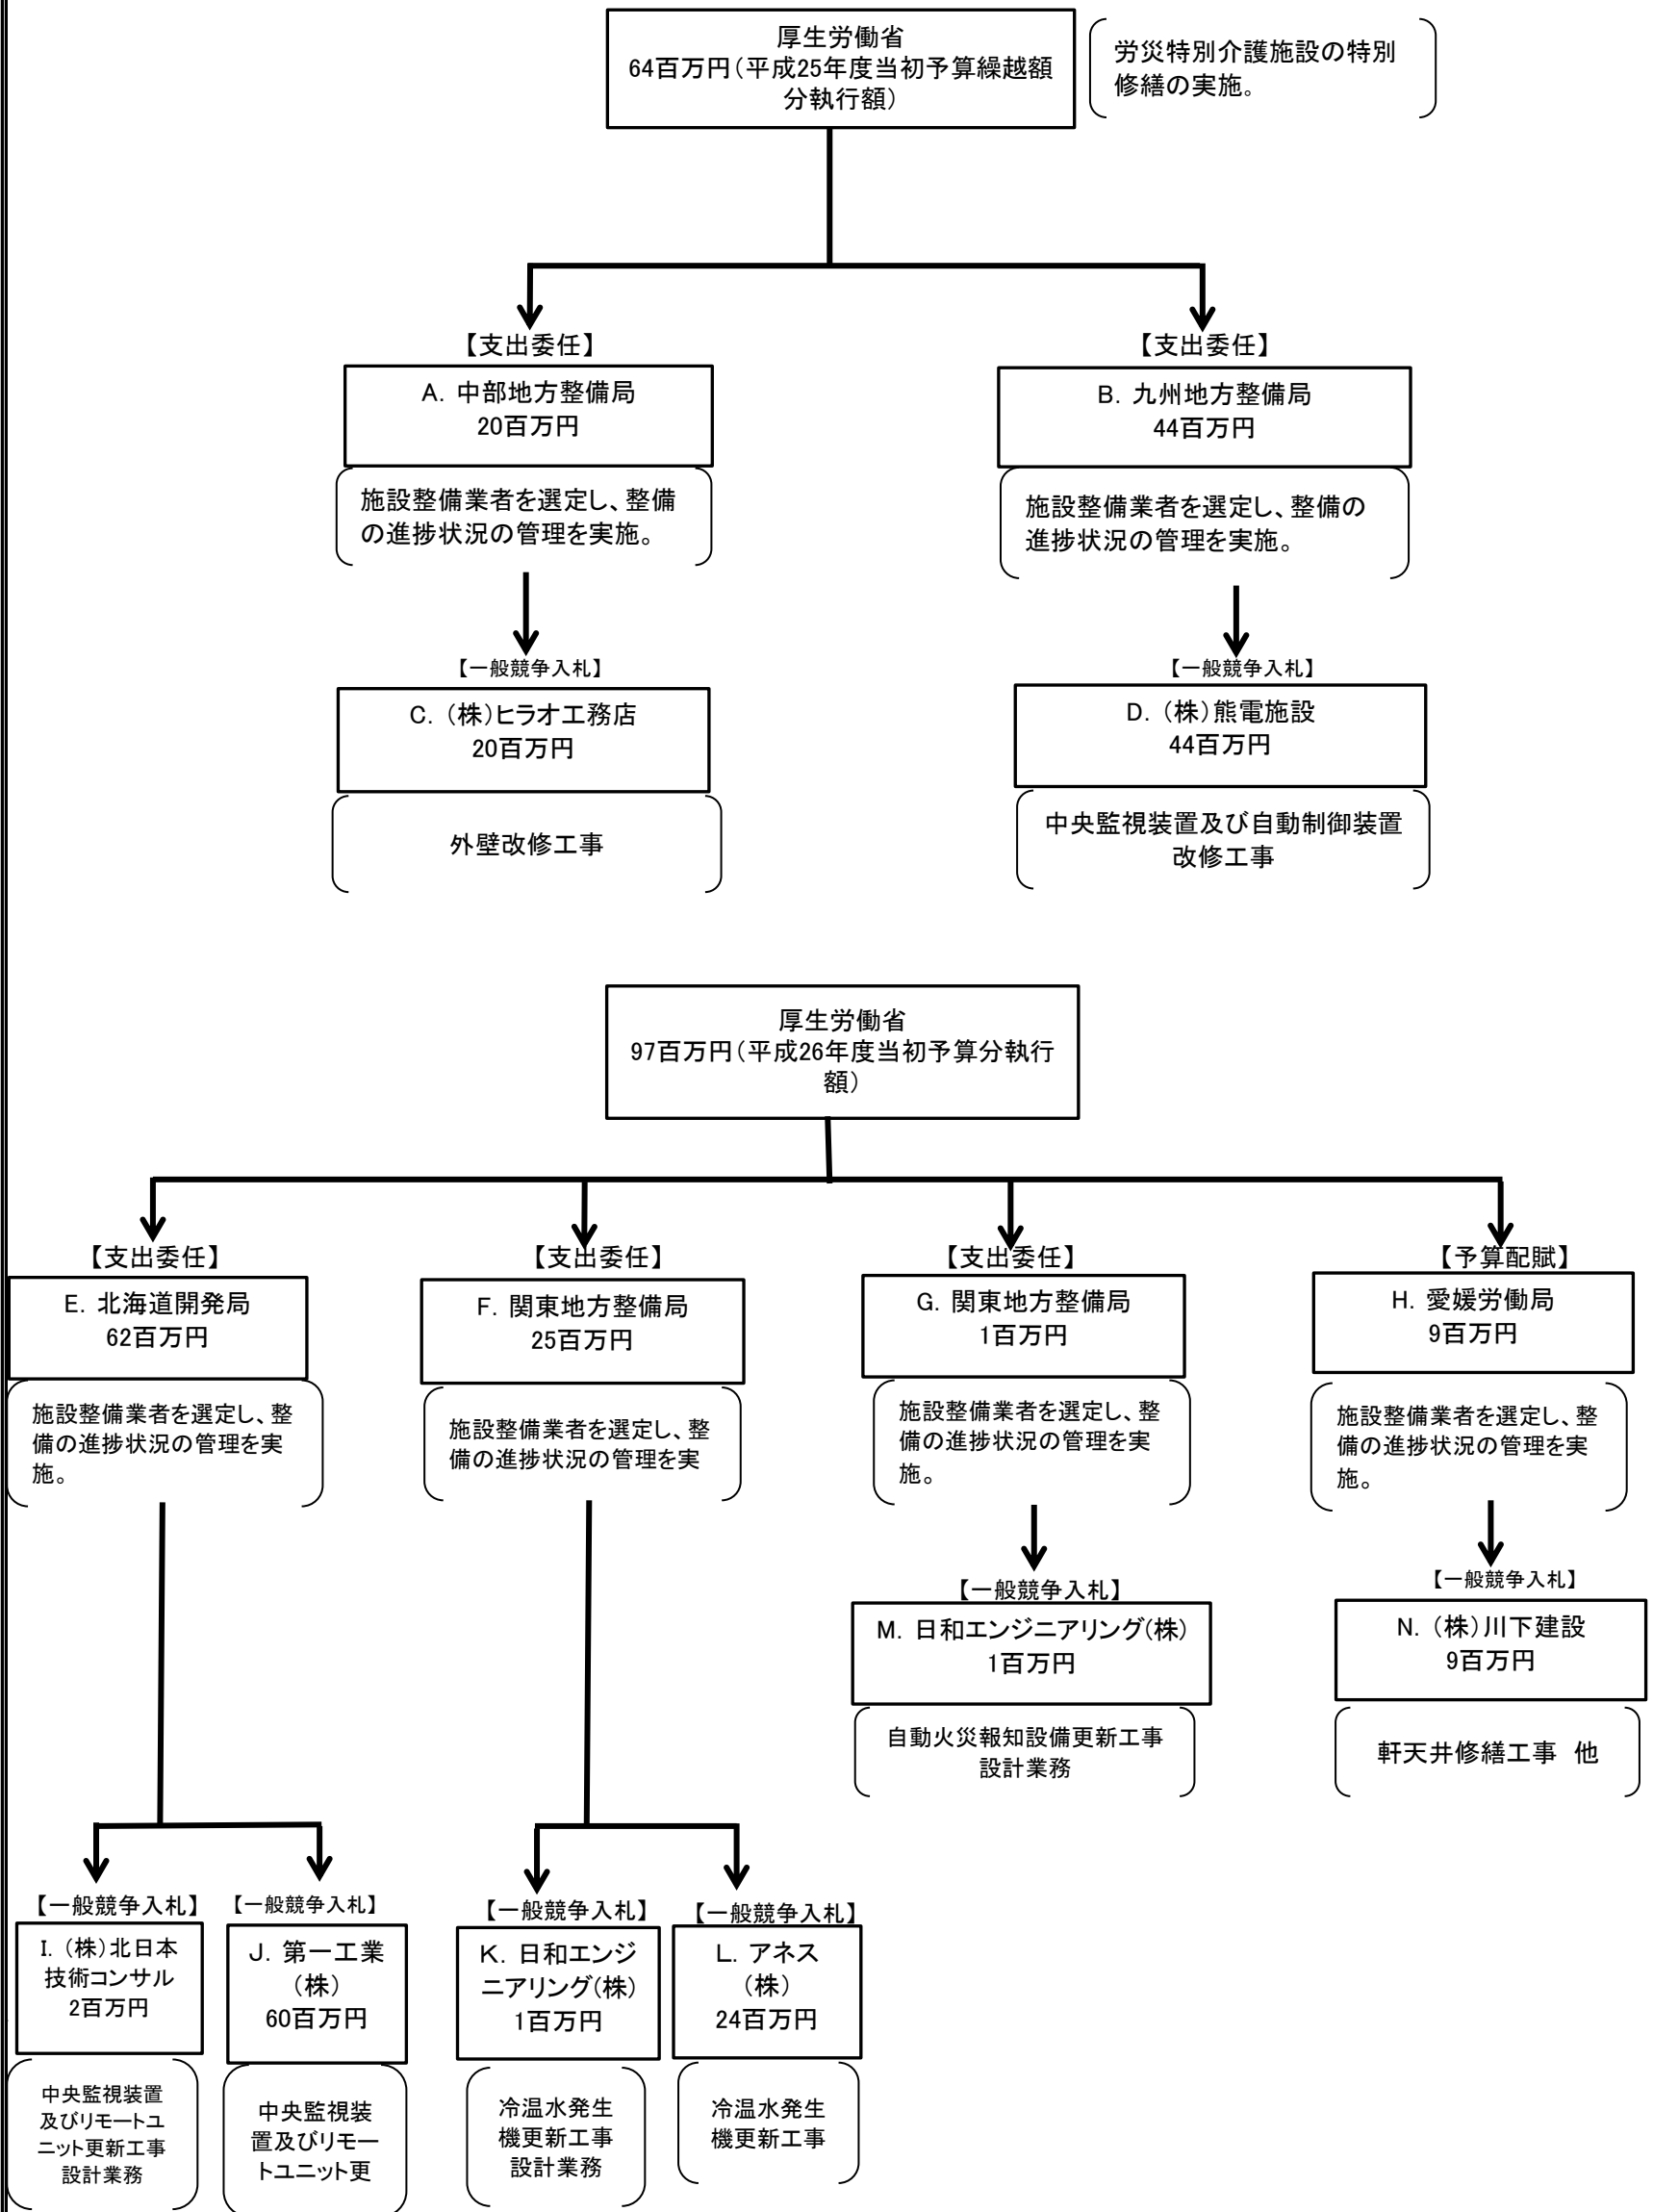 厚生労働省
64百万円（平成25年度当初予算繰越額
分執行額）
労災特別介護施設の特別
修繕の実施。
【支出委任】
A．中部地方整備局
20百万円
施設整備業者を選定し、整備
の進捗状況の管理を実施。
【支出委任】
B．九州地方整備局
44百万円
施設整備業者を選定し、整備の
進捗状況の管理を実施。
【一般競争入札】
C．（株）ヒラオ工務店
20百万円
外壁改修工事
【一般競争入札】
D．（株）熊電施設
44百万円
中央監視装置及び自動制御装置
改修工事
厚生労働省
97百万円（平成26年度当初予算分執行
額）
【支出委任】
E．北海道開発局
62百万円
施設整備業者を選定し、整
備の進捗状況の管理を実
施。
【支出委任】
F．関東地方整備局
25百万円
施設整備業者を選定し、整
備の進捗状況の管理を実
【支出委任】
G．関東地方整備局
1百万円
施設整備業者を選定し、整
備の進捗状況の管理を実
施。
【予算配賦】
H．愛媛労働局
9百万円
施設整備業者を選定し、整
備の進捗状況の管理を実
施。
【一般競争入札】
M．日和エンジニアリング(株)
1百万円
自動火災報知設備更新工事
設計業務
【一般競争入札】
N．（株）川下建設
9百万円
軒天井修繕工事　他
【一般競争入札】
I．（株）北日本
技術コンサル
2百万円
中央監視装置
及びリモートユ
ニット更新工事
設計業務
【一般競争入札】
J．第一工業
（株）
60百万円
中央監視装
置及びリモー
トユニット更
【一般競争入札】
K．日和エンジ
ニアリング(株)
1百万円
冷温水発生
機更新工事
設計業務
【一般競争入札】
L．アネス
（株）
24百万円
冷温水発生
機更新工事